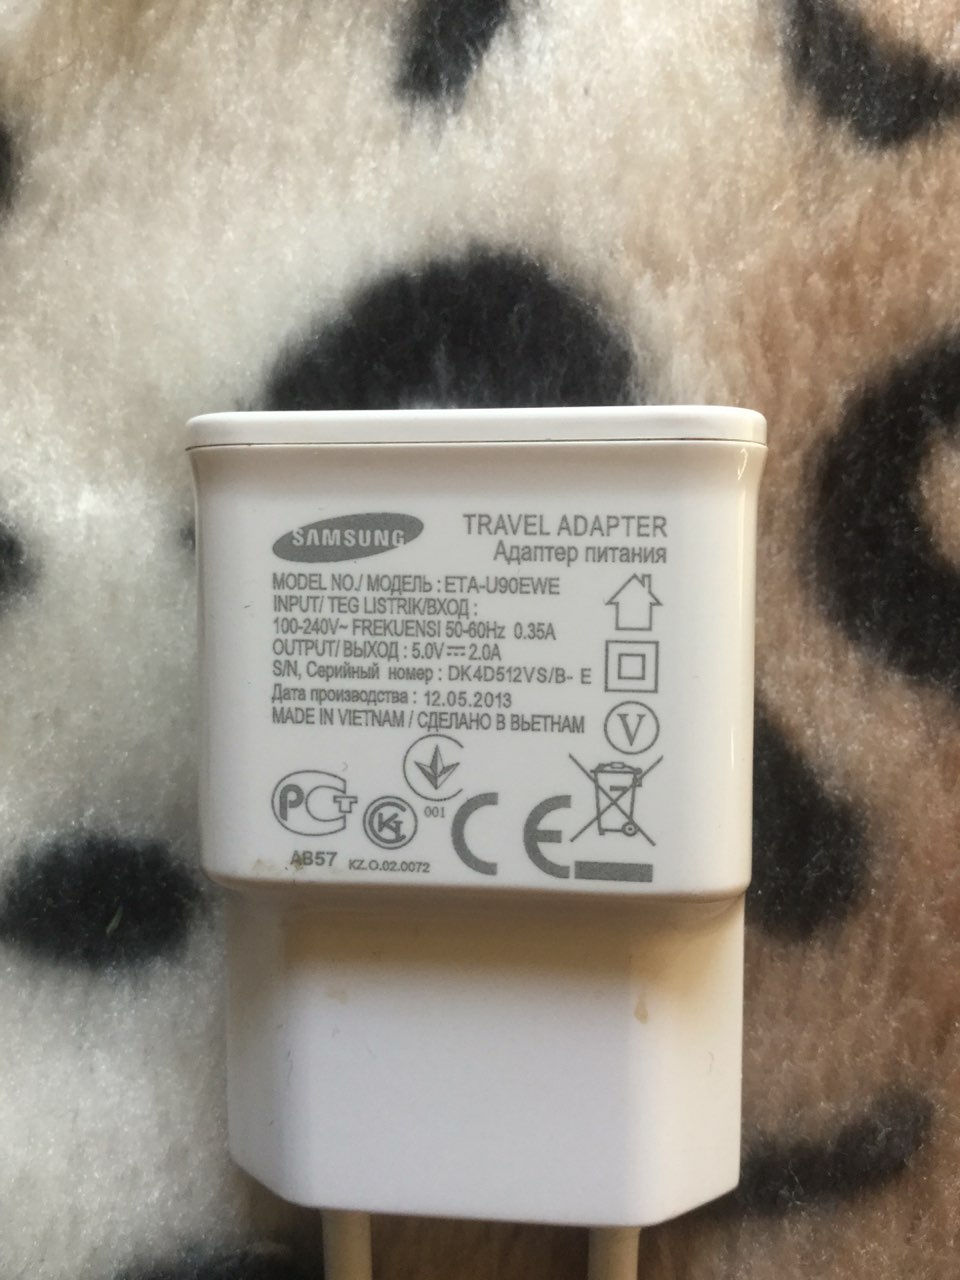 SAMSUNG
TRAVEL ADAPTER
Адаптер питания
MODEL NO./ МОДЕЛЬ : ETA-U90EWE
INPUT/ TEG LISTRIK/ВХОД :
100-240V~ FREKUENSI 50-60Hz 0.35A
OUTPUT/ ВЫХОД : 5.0V⎓2.0A
S/N, Серийный номер : DK4D512VS/B- E
Дата производства : 12.05.2013
MADE IN VIETNAM / СДЕЛАНО В ВЬЕТНАМ
V
001
РСТ
CE
AB57
KZ.O.02.0072